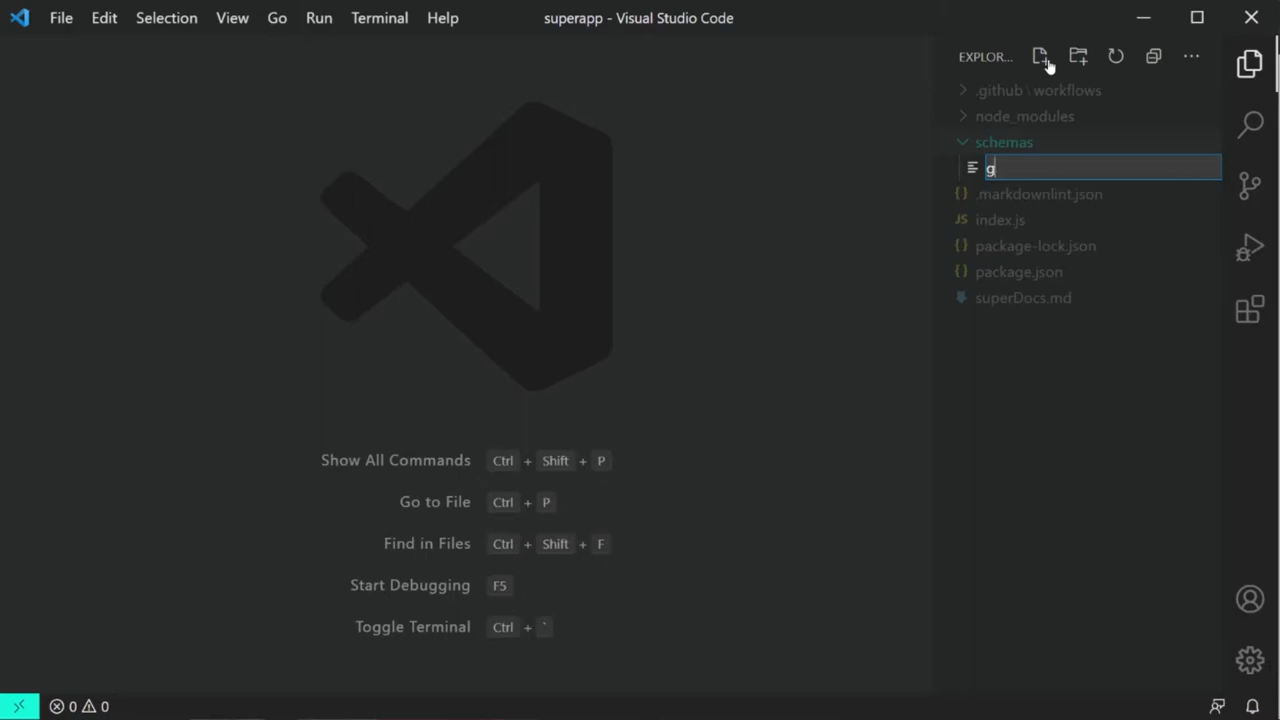 File Edit Selection View Go Run Terminal Help superapp - Visual Studio Code
EXPLOR...
.github \ workflows
node_modules
schemas
g
.markdownlint.json
JS index.js
package-lock.json
package.json
superDocs.md
Show All Commands Ctrl + Shift + P
Go to File Ctrl + P
Find in Files Ctrl + Shift + F
Start Debugging F5
Toggle Terminal Ctrl + `
0 0